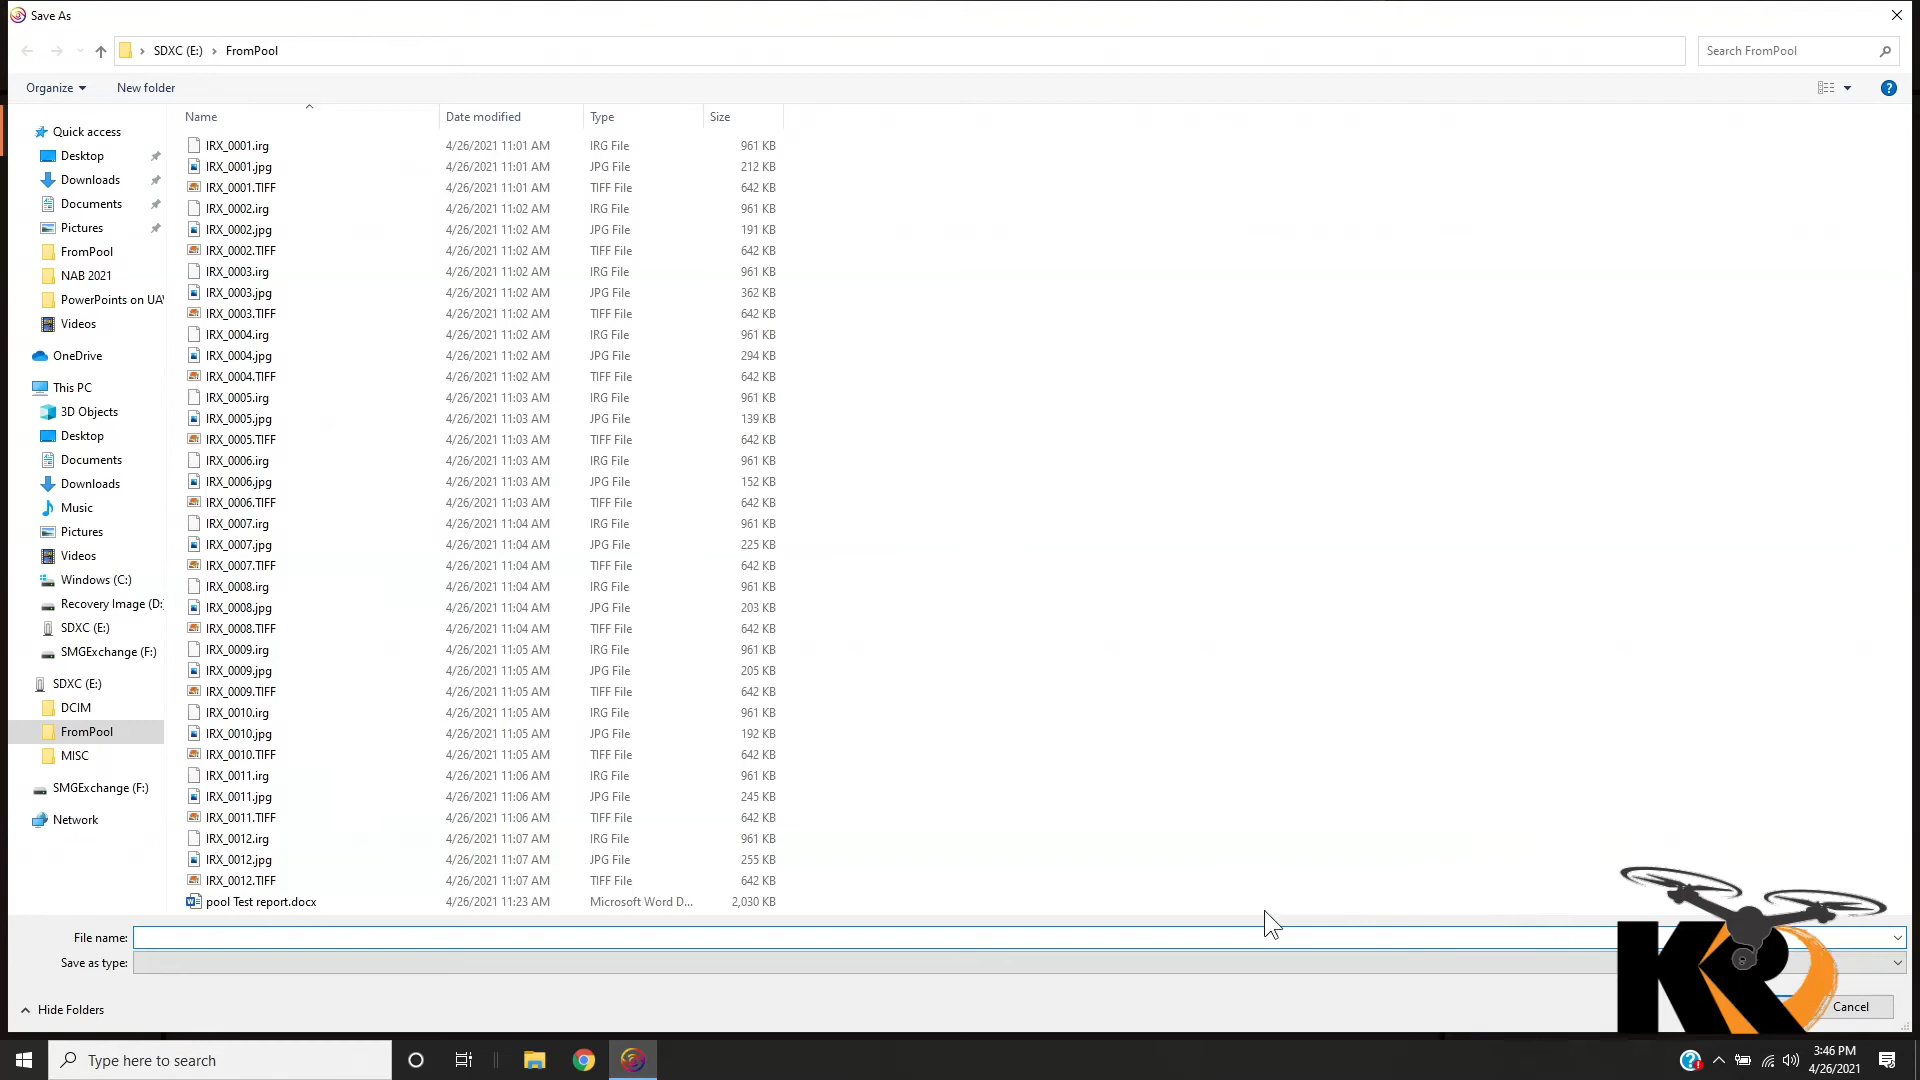 Save As
SDXC (E:) › FromPool
Search FromPool
Organize
New folder
Name Date modified Type Size
Quick access
Desktop
Downloads
Documents
Pictures
FromPool
NAB 2021
PowerPoints on UAV
Videos
OneDrive
This PC
3D Objects
Desktop
Documents
Downloads
Music
Pictures
Videos
Windows (C:)
Recovery Image (D:
SDXC (E:)
SMGExchange (F:)
SDXC (E:)
DCIM
FromPool
MISC
SMGExchange (F:)
Network
IRX_0001.irg 4/26/2021 11:01 AM IRG File 961 KB
IRX_0001.jpg 4/26/2021 11:01 AM JPG File 212 KB
IRX_0001.TIFF 4/26/2021 11:01 AM TIFF File 642 KB
IRX_0002.irg 4/26/2021 11:02 AM IRG File 961 KB
IRX_0002.jpg 4/26/2021 11:02 AM JPG File 191 KB
IRX_0002.TIFF 4/26/2021 11:02 AM TIFF File 642 KB
IRX_0003.irg 4/26/2021 11:02 AM IRG File 961 KB
IRX_0003.jpg 4/26/2021 11:02 AM JPG File 362 KB
IRX_0003.TIFF 4/26/2021 11:02 AM TIFF File 642 KB
IRX_0004.irg 4/26/2021 11:02 AM IRG File 961 KB
IRX_0004.jpg 4/26/2021 11:02 AM JPG File 294 KB
IRX_0004.TIFF 4/26/2021 11:02 AM TIFF File 642 KB
IRX_0005.irg 4/26/2021 11:03 AM IRG File 961 KB
IRX_0005.jpg 4/26/2021 11:03 AM JPG File 139 KB
IRX_0005.TIFF 4/26/2021 11:03 AM TIFF File 642 KB
IRX_0006.irg 4/26/2021 11:03 AM IRG File 961 KB
IRX_0006.jpg 4/26/2021 11:03 AM JPG File 152 KB
IRX_0006.TIFF 4/26/2021 11:03 AM TIFF File 642 KB
IRX_0007.irg 4/26/2021 11:04 AM IRG File 961 KB
IRX_0007.jpg 4/26/2021 11:04 AM JPG File 225 KB
IRX_0007.TIFF 4/26/2021 11:04 AM TIFF File 642 KB
IRX_0008.irg 4/26/2021 11:04 AM IRG File 961 KB
IRX_0008.jpg 4/26/2021 11:04 AM JPG File 203 KB
IRX_0008.TIFF 4/26/2021 11:04 AM TIFF File 642 KB
IRX_0009.irg 4/26/2021 11:05 AM IRG File 961 KB
IRX_0009.jpg 4/26/2021 11:05 AM JPG File 205 KB
IRX_0009.TIFF 4/26/2021 11:05 AM TIFF File 642 KB
IRX_0010.irg 4/26/2021 11:05 AM IRG File 961 KB
IRX_0010.jpg 4/26/2021 11:05 AM JPG File 192 KB
IRX_0010.TIFF 4/26/2021 11:05 AM TIFF File 642 KB
IRX_0011.irg 4/26/2021 11:06 AM IRG File 961 KB
IRX_0011.jpg 4/26/2021 11:06 AM JPG File 245 KB
IRX_0011.TIFF 4/26/2021 11:06 AM TIFF File 642 KB
IRX_0012.irg 4/26/2021 11:07 AM IRG File 961 KB
IRX_0012.jpg 4/26/2021 11:07 AM JPG File 255 KB
IRX_0012.TIFF 4/26/2021 11:07 AM TIFF File 642 KB
pool Test report.docx 4/26/2021 11:23 AM Microsoft Word D... 2,030 KB
File name:
Save as type:
Hide Folders
Cancel
KR
Type here to search
3:46 PM
4/26/2021